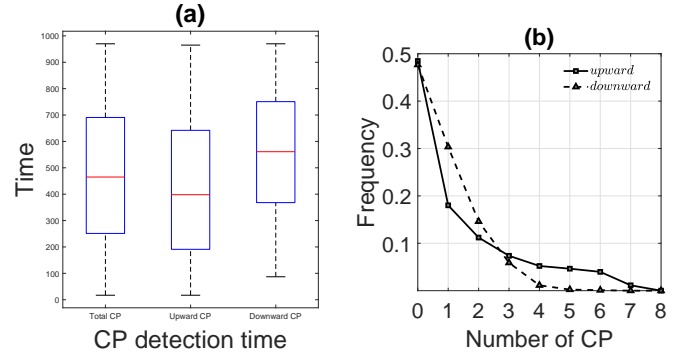 (a)
1000
900
800
700
600
500
400
300
200
100
0
Time
Total CP Upward CP Downward CP
CP detection time
(b)
0.5
0.4
0.3
0.2
0.1
Frequency
upward
downward
0 1 2 3 4 5 6 7 8
Number of CP